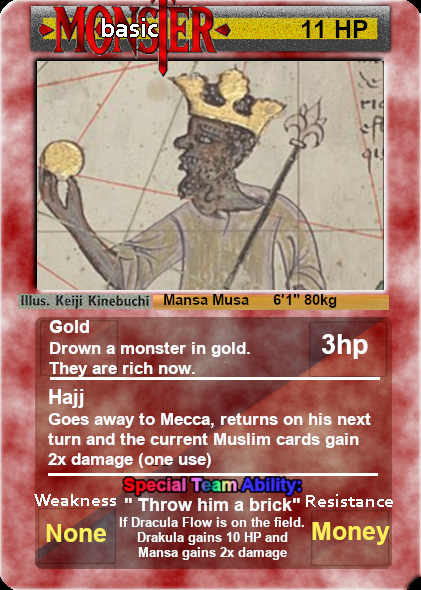 MONSTER
basic
11 HP
Illus. Keiji Kinebuchi Mansa Musa 6'1" 80kg
Gold
Drown a monster in gold.
They are rich now.
3hp
Hajj
Goes away to Mecca, returns on his next
turn and the current Muslim cards gain
2x damage (one use)
Special Team Ability:
" Throw him a brick"
If Dracula Flow is on the field.
Drakula gains 10 HP and
Mansa gains 2x damage
Weakness
None
Resistance
Money